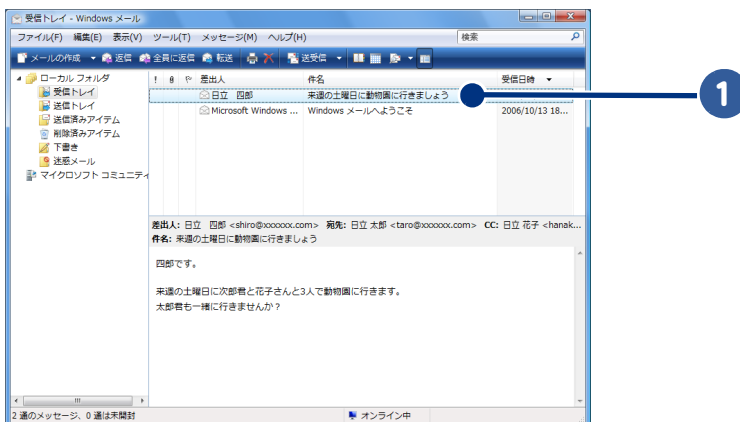 受信トレイ - Windows メール
ファイル(F) 編集(E) 表示(V) ツール(T) メッセージ(M) ヘルプ(H) 検索
メールの作成 返信 全員に返信 転送 送受信
ローカル フォルダ
受信トレイ
送信トレイ
送信済みアイテム
削除済みアイテム
下書き
迷惑メール
マイクロソフト コミュニティ
! 差出人 件名 受信日時
日立 四郎 来週の土曜日に動物園に行きましょう
Microsoft Windows ... Windows メールへようこそ 2006/10/13 18...
1
差出人: 日立 四郎 <shiro@xxxxxx.com> 宛先: 日立 太郎 <taro@xxxxxx.com> CC: 日立 花子 <hanak...
件名: 来週の土曜日に動物園に行きましょう
四郎です。
来週の土曜日に次郎君と花子さんと3人で動物園に行きます。
太郎君も一緒に行きませんか？
2 通のメッセージ、0 通は未開封 オンライン中